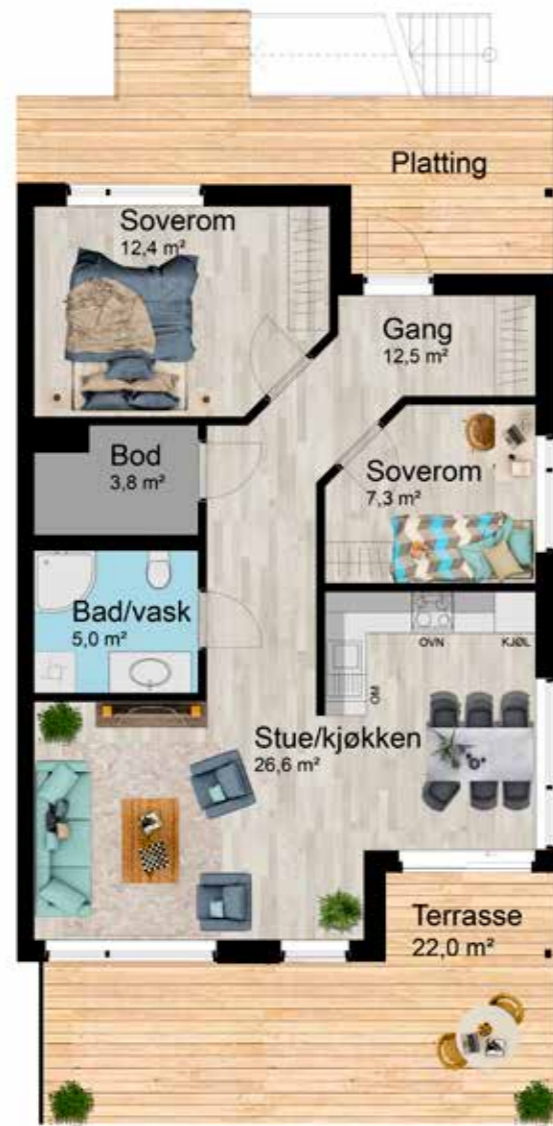 Platting
Soverom
12,4 m²
Gang
12,5 m²
Bod
3,8 m²
Soverom
7,3 m²
Bad/vask
5,0 m²
OVN
KJØL
OM
Stue/kjøkken
26,6 m²
Terrasse
22,0 m²